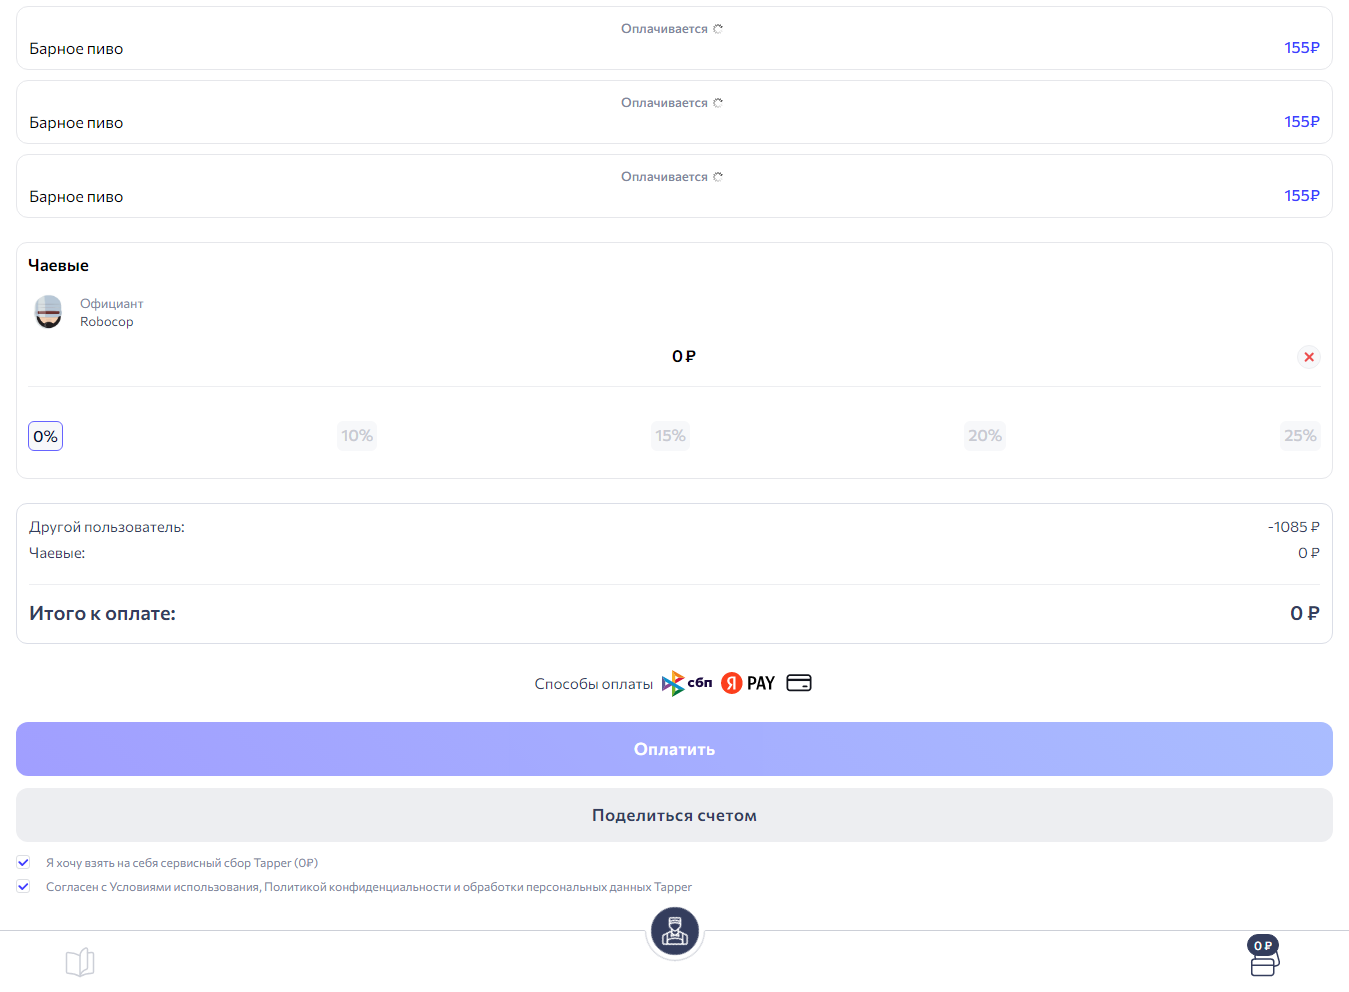 Оплачивается
Барное пиво 155₽
Оплачивается
Барное пиво 155₽
Оплачивается
Барное пиво 155₽
Чаевые
Официант
Robocop
0 ₽
0% 10% 15% 20% 25%
Другой пользователь: -1085 ₽
Чаевые: 0 ₽
Итого к оплате: 0 ₽
Способы оплаты сбп Я PAY
Оплатить
Поделиться счетом
Я хочу взять на себя сервисный сбор Tapper (0₽)
Согласен с Условиями использования, Политикой конфиденциальности и обработки персональных данных Tapper
0 ₽